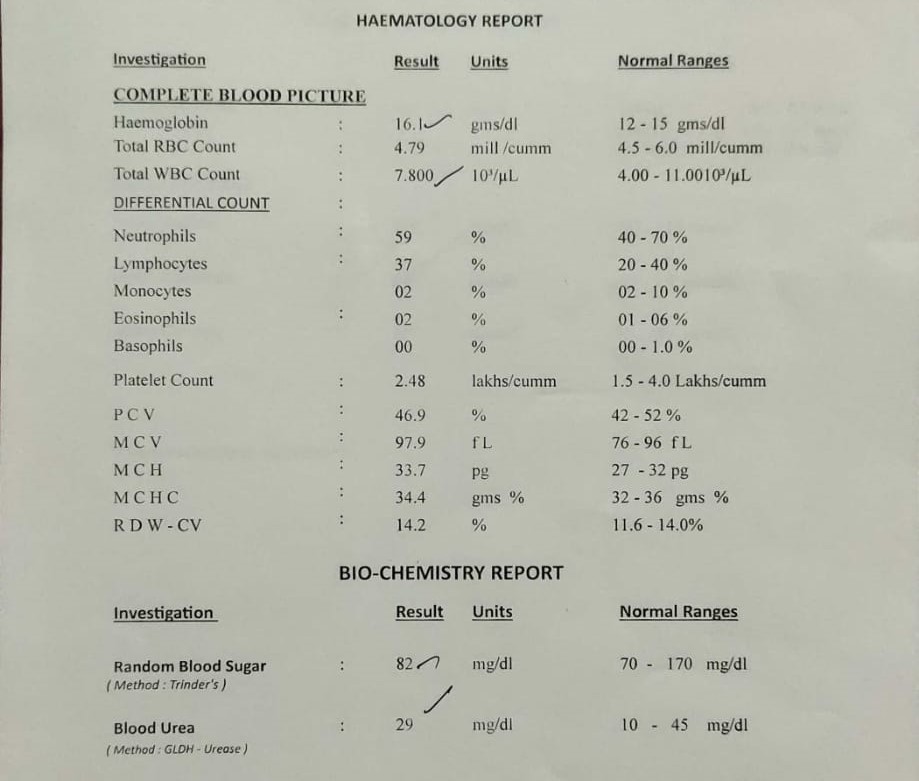 HAEMATOLOGY REPORT
Investigation Result Units Normal Ranges
COMPLETE BLOOD PICTURE
Haemoglobin : 16.1 gms/dl 12 - 15 gms/dl
Total RBC Count : 4.79 mill /cumm 4.5 - 6.0 mill/cumm
Total WBC Count : 7.800 10³/µL 4.00 - 11.0010³/µL
DIFFERENTIAL COUNT :
Neutrophils : 59 % 40 - 70 %
Lymphocytes : 37 % 20 - 40 %
Monocytes 02 % 02 - 10 %
Eosinophils : 02 % 01 - 06 %
Basophils 00 % 00 - 1.0 %
Platelet Count : 2.48 lakhs/cumm 1.5 - 4.0 Lakhs/cumm
P C V : 46.9 % 42 - 52 %
M C V : 97.9 f L 76 - 96 f L
M C H : 33.7 pg 27 - 32 pg
M C H C : 34.4 gms % 32 - 36 gms %
R D W - CV : 14.2 % 11.6 - 14.0%
BIO-CHEMISTRY REPORT
Investigation Result Units Normal Ranges
Random Blood Sugar : 82 mg/dl 70 - 170 mg/dl
( Method : Trinder's )
Blood Urea : 29 mg/dl 10 - 45 mg/dl
( Method : GLDH - Urease )